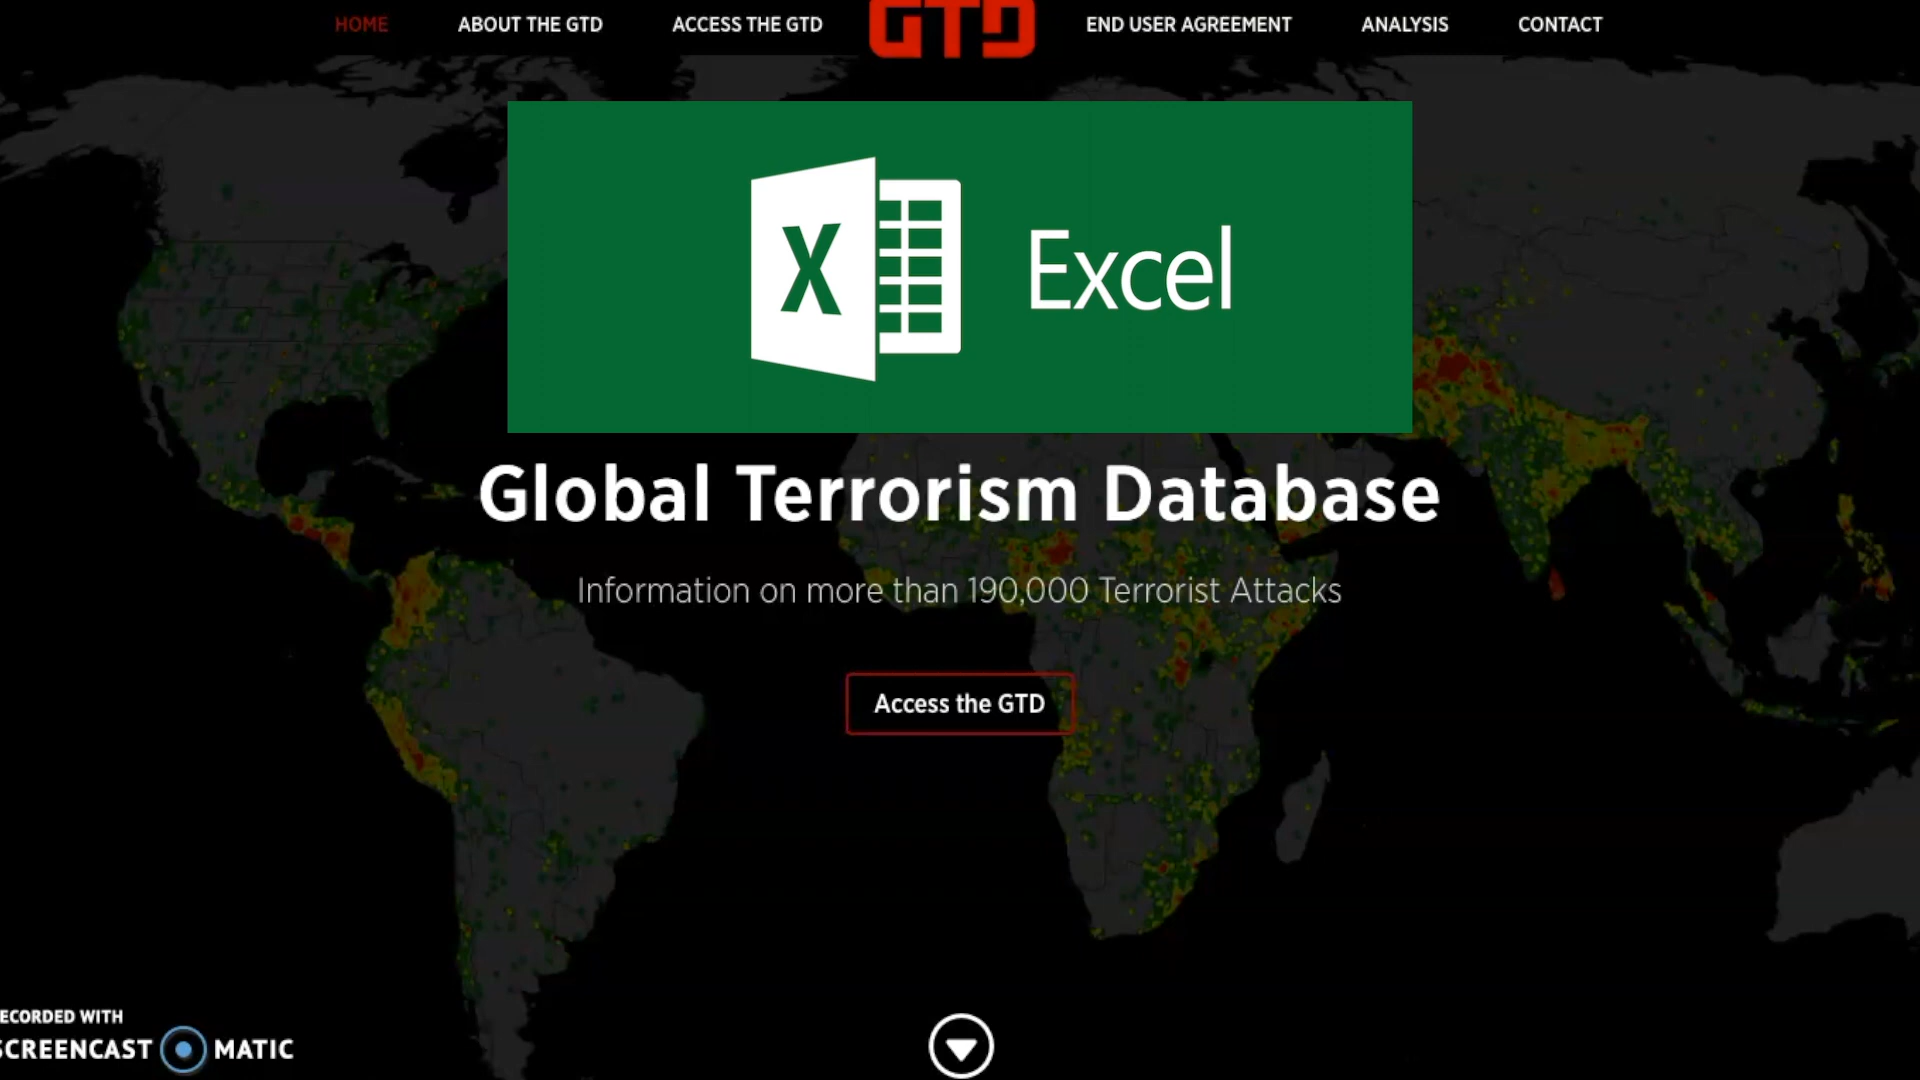 HOME ABOUT THE GTD ACCESS THE GTD GTD END USER AGREEMENT ANALYSIS CONTACT
X Excel
Global Terrorism Database
Information on more than 190,000 Terrorist Attacks
Access the GTD
ECORDED WITH
SCREENCAST MATIC